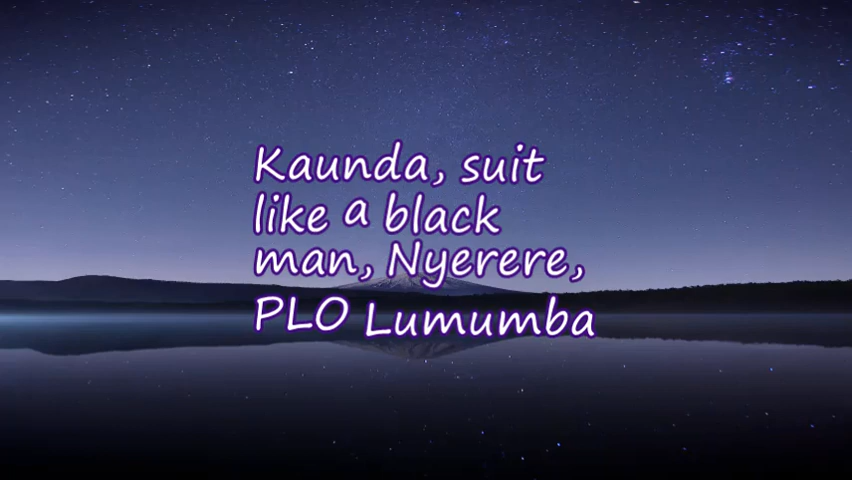 Kaunda, suit
like a black
man, Nyerere,
PLO Lumumba